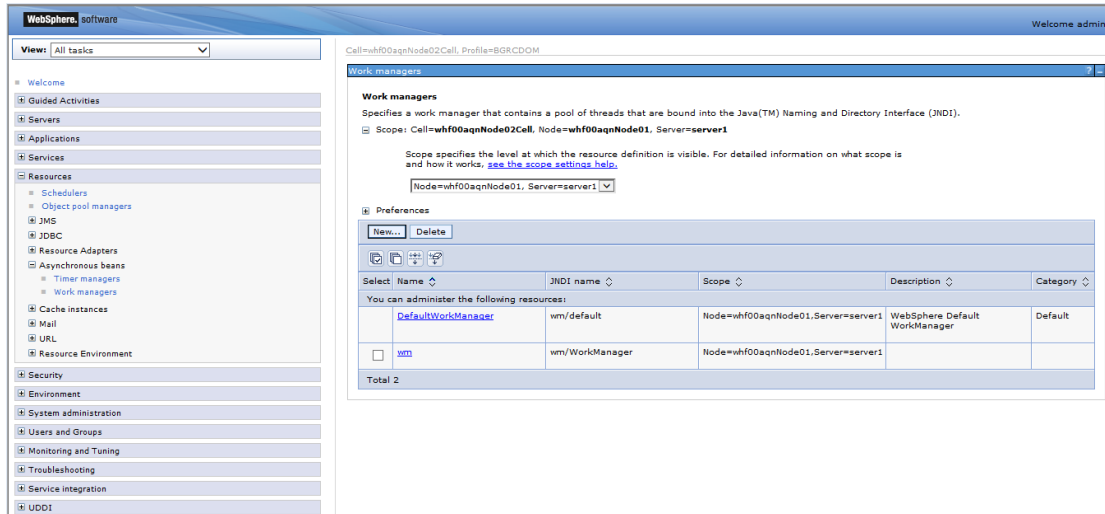 WebSphere. software
Welcome admin
View: All tasks
Cell=whf00aqnNode02Cell, Profile=BGRCDOM
Welcome
Guided Activities
Servers
Applications
Services
Resources
Schedulers
Object pool managers
JMS
JDBC
Resource Adapters
Asynchronous beans
Timer managers
Work managers
Cache instances
Mail
URL
Resource Environment
Security
Environment
System administration
Users and Groups
Monitoring and Tuning
Troubleshooting
Service integration
UDDI
Work managers
? -
Work managers
Specifies a work manager that contains a pool of threads that are bound into the Java(TM) Naming and Directory Interface (JNDI).
Scope: Cell=whf00aqnNode02Cell, Node=whf00aqnNode01, Server=server1
Scope specifies the level at which the resource definition is visible. For detailed information on what scope is
and how it works, see the scope settings help.
Node=whf00aqnNode01, Server=server1
Preferences
New... Delete
Select Name JNDI name Scope Description Category
You can administer the following resources:
DefaultWorkManager wm/default Node=whf00aqnNode01,Server=server1 WebSphere Default Default
WorkManager
wm wm/WorkManager Node=whf00aqnNode01,Server=server1
Total 2